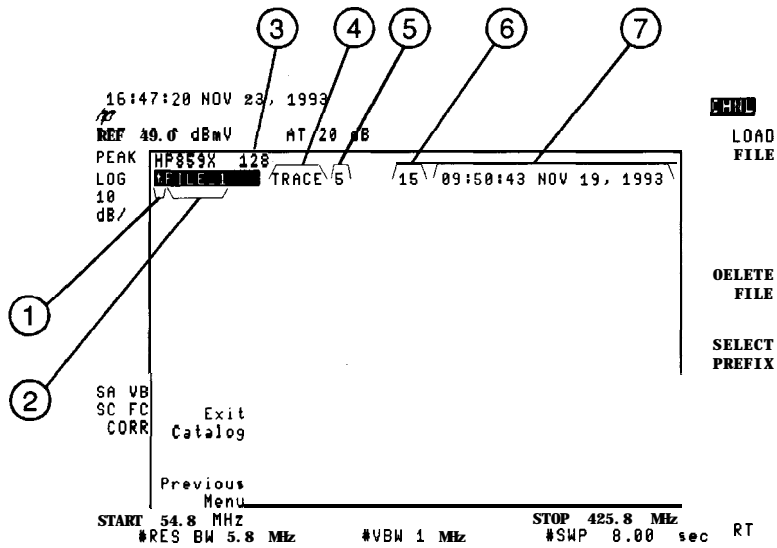 3 4 5 6 7
16:47:20 NOV 23, 1993
REF 49.0 dBmV AT 20 dB
CHNL
LOAD
FILE
PEAK
LOG
10
dB/
HP859X 128
*FILE_1 TRACE 5 15 09:50:43 NOV 19, 1993
1
2
OELETE
FILE
SELECT
PREFIX
SA VB
SC FC
CORR
Exit
Catalog
Previous
Menu
START 54.8 MHz STOP 425.8 MHz
#RES BW 5.8 MHz #VBW 1 MHz #SWP 8.00 sec RT